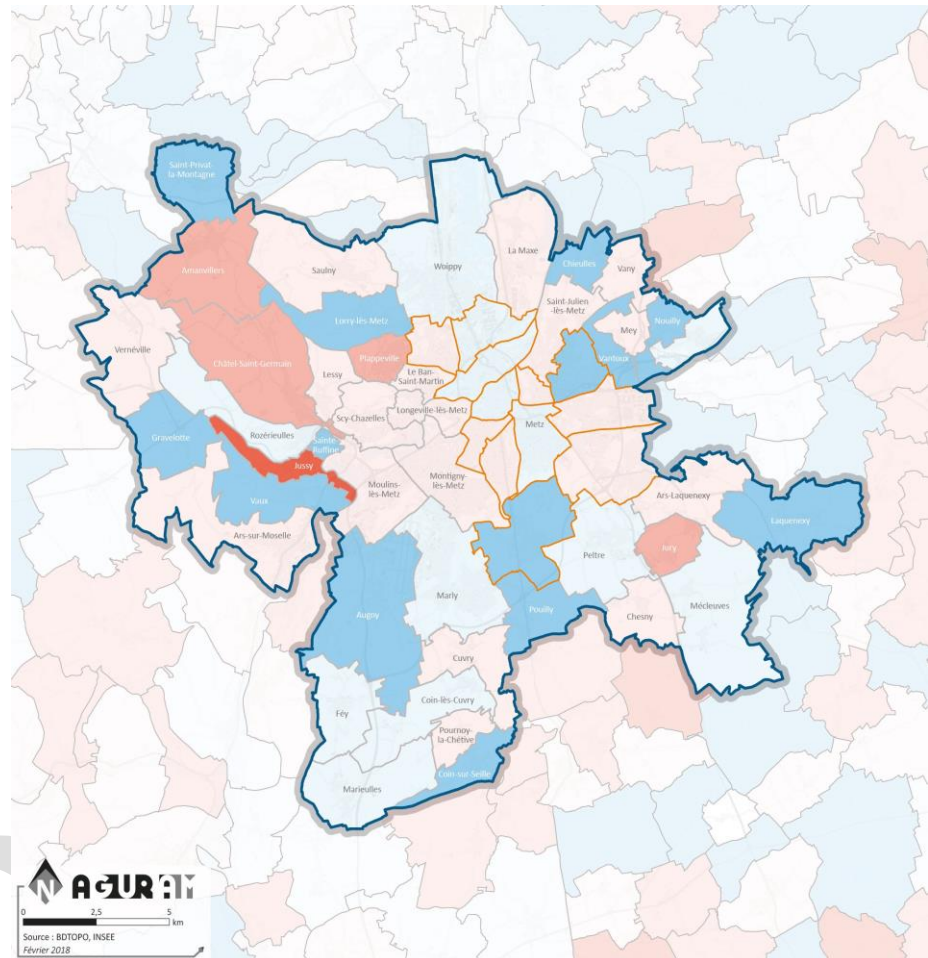 Saint-Privat-
la-Montagne
Amanvillers
Saulny
Woippy
La Maxe
Chieulles
Vany
Lorry-lès-Metz
Saint-Julien
-lès-Metz
Mey
Nouilly
Vernéville
Châtel-Saint-Germain
Plappeville
Vantoux
Lessy
Le Ban-
Saint-Martin
Scy-Chazelles
Longeville-lès-Metz
Metz
Gravelotte
Rozérieulles
Sainte-
Ruffine
Jussy
Vaux
Moulins-
lès-Metz
Montigny-
lès-Metz
Ars-Laquenexy
Laquenexy
Ars-sur-Moselle
Peltre
Jury
Augny
Marly
Pouilly
Chesny
Mécleuves
Cuvry
Féy
Coin-lès-Cuvry
Pournoy-
la-Chétive
Coin-sur-Seille
Marieulles
N AGURAM
0 2,5 5
km
Source : BDTOPO, INSEE
Février 2018